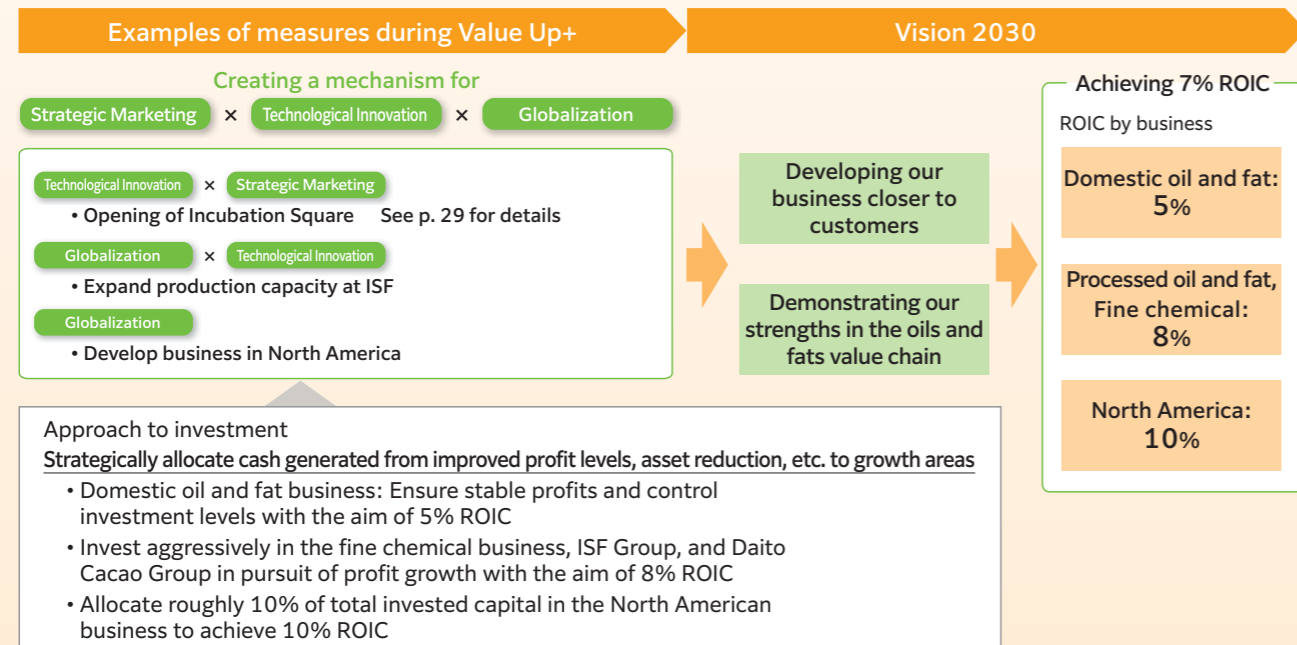 Examples of measures during Value Up+
Vision 2030
Creating a mechanism for
Strategic Marketing × Technological Innovation × Globalization
Technological Innovation × Strategic Marketing
• Opening of Incubation Square See p. 29 for details
Globalization × Technological Innovation
• Expand production capacity at ISF
Globalization
• Develop business in North America
Developing our
business closer to
customers
Demonstrating our
strengths in the oils and
fats value chain
Achieving 7% ROIC
ROIC by business
Domestic oil and fat:
5%
Processed oil and fat,
Fine chemical:
8%
North America:
10%
Approach to investment
Strategically allocate cash generated from improved profit levels, asset reduction, etc. to growth areas
• Domestic oil and fat business: Ensure stable profits and control
investment levels with the aim of 5% ROIC
• Invest aggressively in the fine chemical business, ISF Group, and Daito
Cacao Group in pursuit of profit growth with the aim of 8% ROIC
• Allocate roughly 10% of total invested capital in the North American
business to achieve 10% ROIC